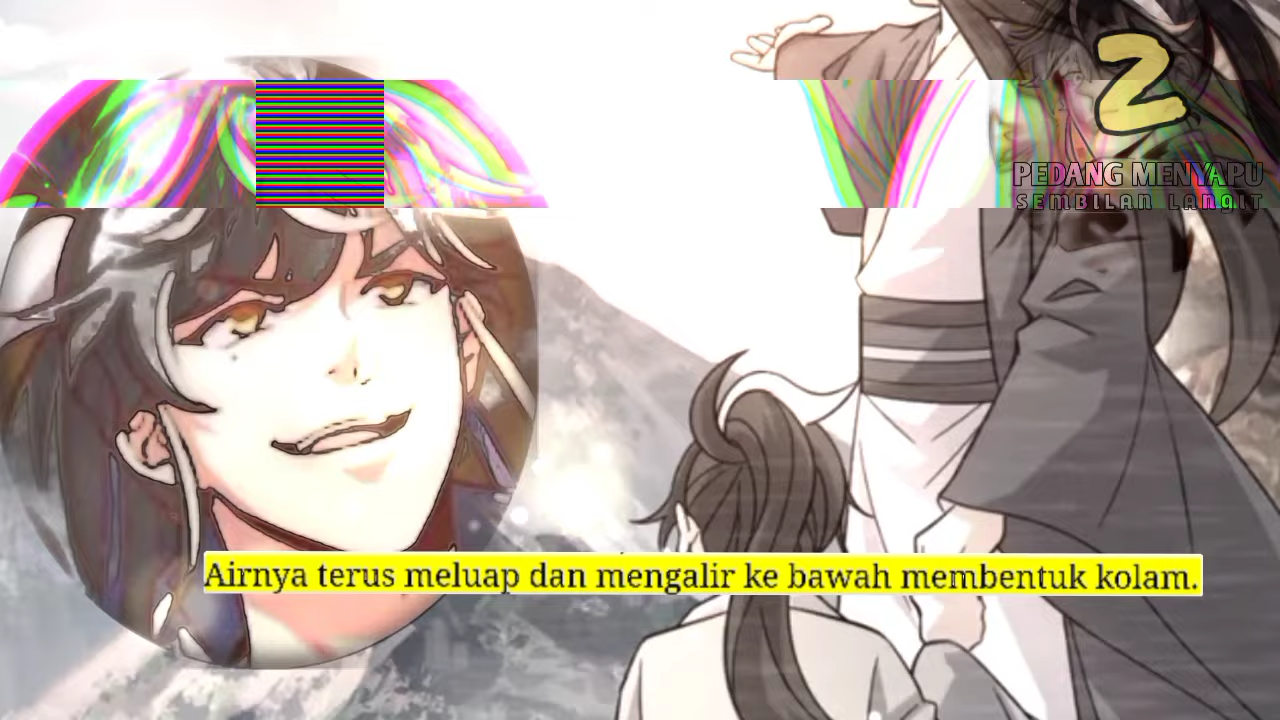 2
PEDANG MENYAPU
SEMBILAN LANGIT
Airnya terus meluap dan mengalir ke bawah membentuk kolam.